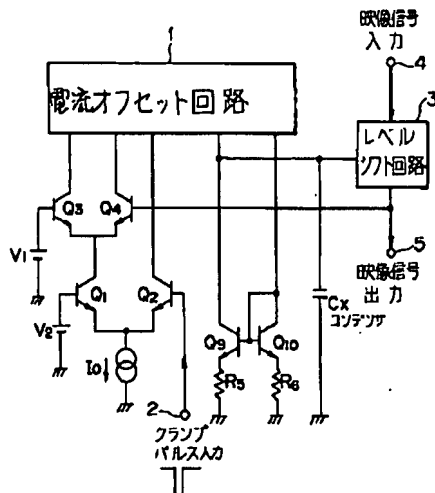 1
映像信号
入力
4
電流オフセット回路
3
レベル
シフト回路
Q3
Q4
V1
5
映像信号
出力
Q1
Q2
Cx
コンデンサ
V2
Q9
Q10
Io
R5
R6
2
クランプ
パルス入力